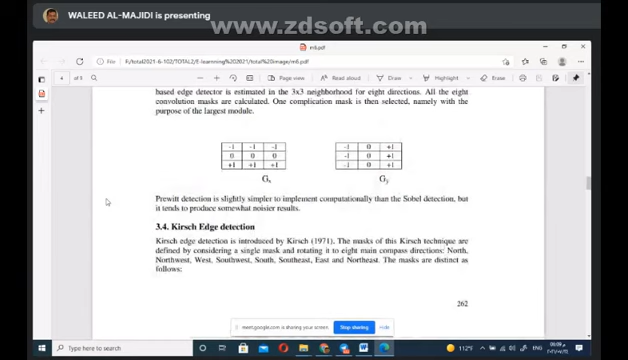 WALEED AL-MAJIDI is presenting
www.zdsoft.com
m6.pdf
File
F:/total2021-6-102/TOTAL2/E-learnning%202021/total%20image/m6.pdf
4 of 5
Page view
Read aloud
Draw
Highlight
Erase
based edge detector is estimated in the 3x3 neighborhood for eight directions. All the eight
convolution masks are calculated. One complication mask is then selected, namely with the
purpose of the largest module.
-1 -1 -1 -1 0 +1
0 0 0 -1 0 +1
+1 +1 +1 -1 0 +1
Gx Gy
Prewitt detection is slightly simpler to implement computationally than the Sobel detection, but
it tends to produce somewhat noisier results.
3.4. Kirsch Edge detection
Kirsch edge detection is introduced by Kirsch (1971). The masks of this Kirsch technique are
defined by considering a single mask and rotating it to eight main compass directions: North,
Northwest, West, Southwest, South, Southeast, East and Northeast. The masks are distinct as
follows:
262
meet.google.com is sharing your screen.
Stop sharing
Hide
Type here to search
112°F
ENG